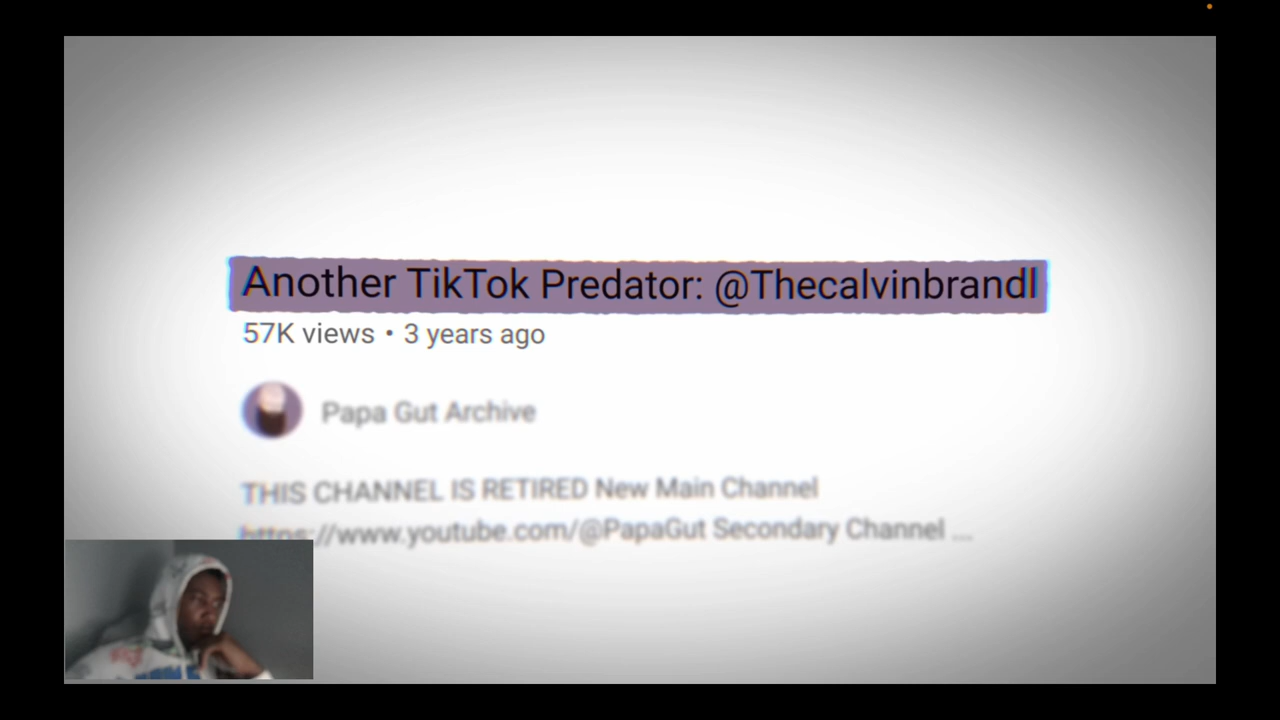 Another TikTok Predator: @Thecalvinbrandl
57K views • 3 years ago
Papa Gut Archive
THIS CHANNEL IS RETIRED New Main Channel
https://www.youtube.com/@PapaGut Secondary Channel ...